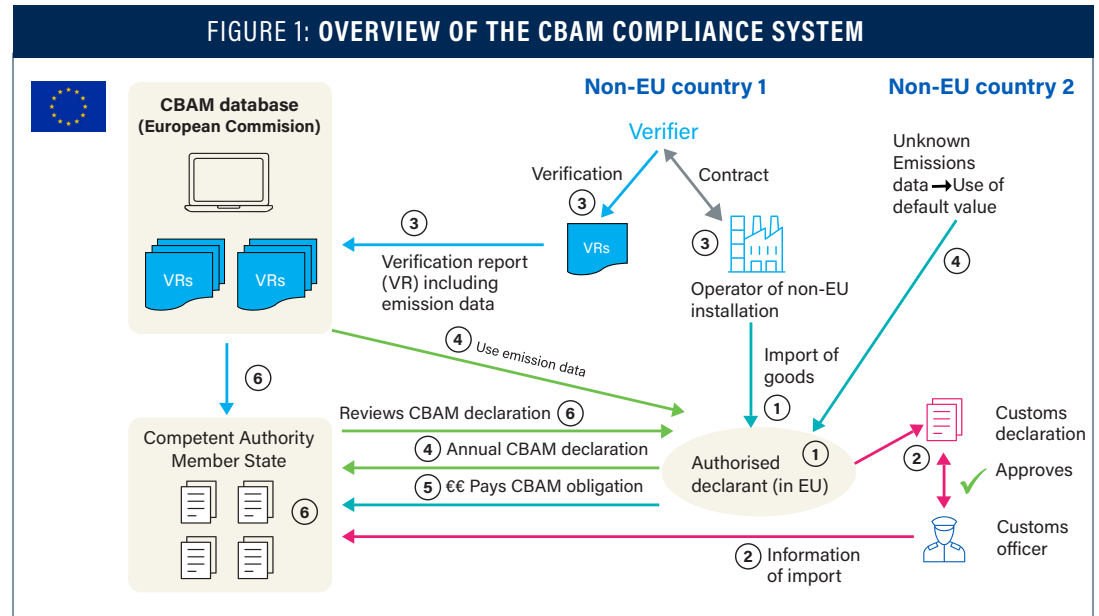 FIGURE 1: OVERVIEW OF THE CBAM COMPLIANCE SYSTEM
CBAM database
(European Commision)
VRs
VRs
Non-EU country 1
Verifier
Verification
3
Contract
3
VRs
3
Verification report
(VR) including
emission data
Operator of non-EU
installation
Import of
goods
1
Non-EU country 2
Unknown
Emissions
data → Use of
default value
4
4 Use emission data
6
Reviews CBAM declaration 6
4 Annual CBAM declaration
5 €€ Pays CBAM obligation
Competent Authority
Member State
6
1
Authorised
declarant (in EU)
2
Customs
declaration
Approves
Customs
officer
2 Information
of import